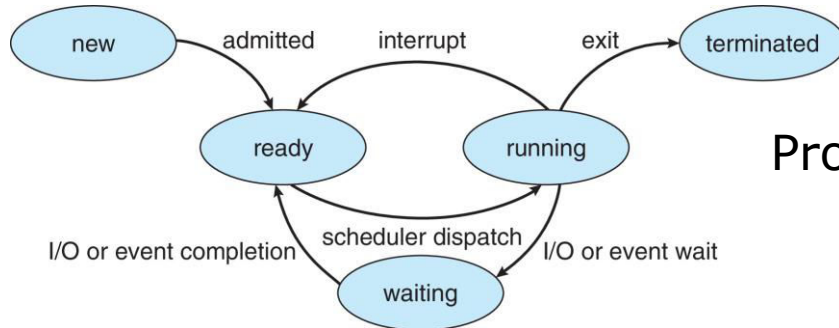 new
admitted
interrupt
exit
terminated
ready
running
Pro
I/O or event completion
scheduler dispatch
I/O or event wait
waiting